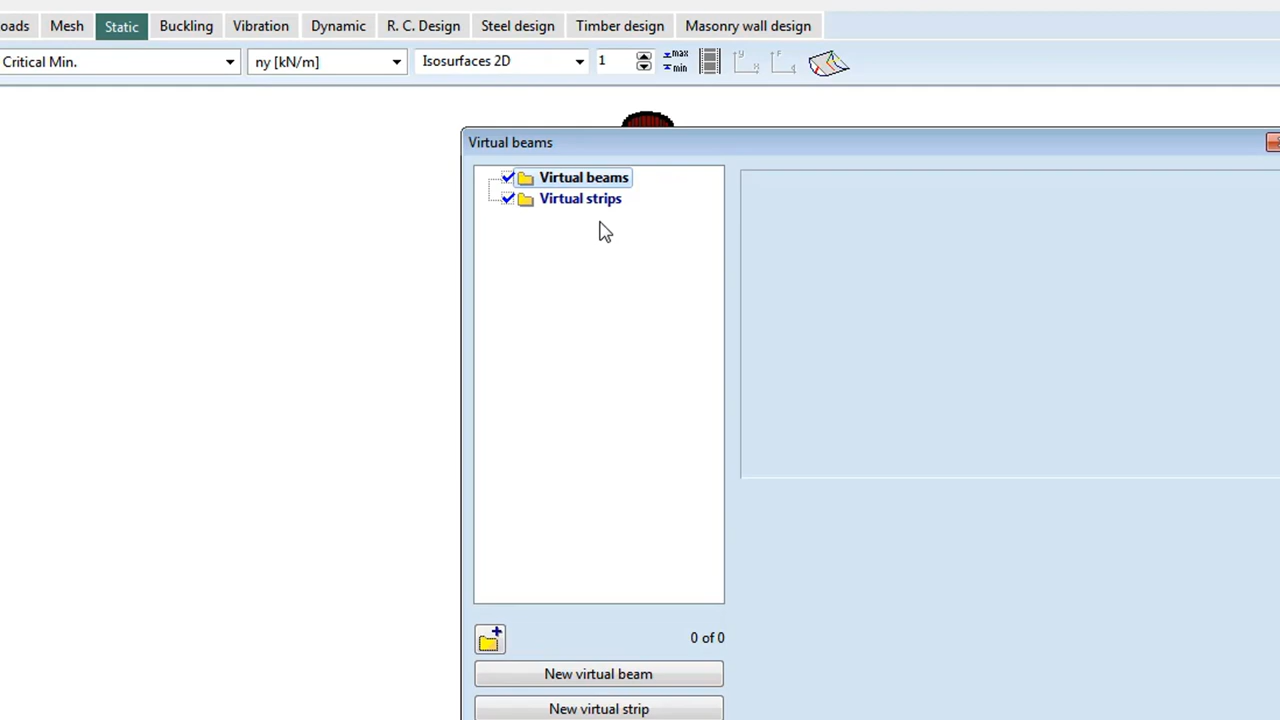 oads Mesh Static Buckling Vibration Dynamic R. C. Design Steel design Timber design Masonry wall design
Critical Min. ny [kN/m] Isosurfaces 2D 1 max min
Virtual beams
Virtual beams
Virtual strips
0 of 0
New virtual beam
New virtual strip